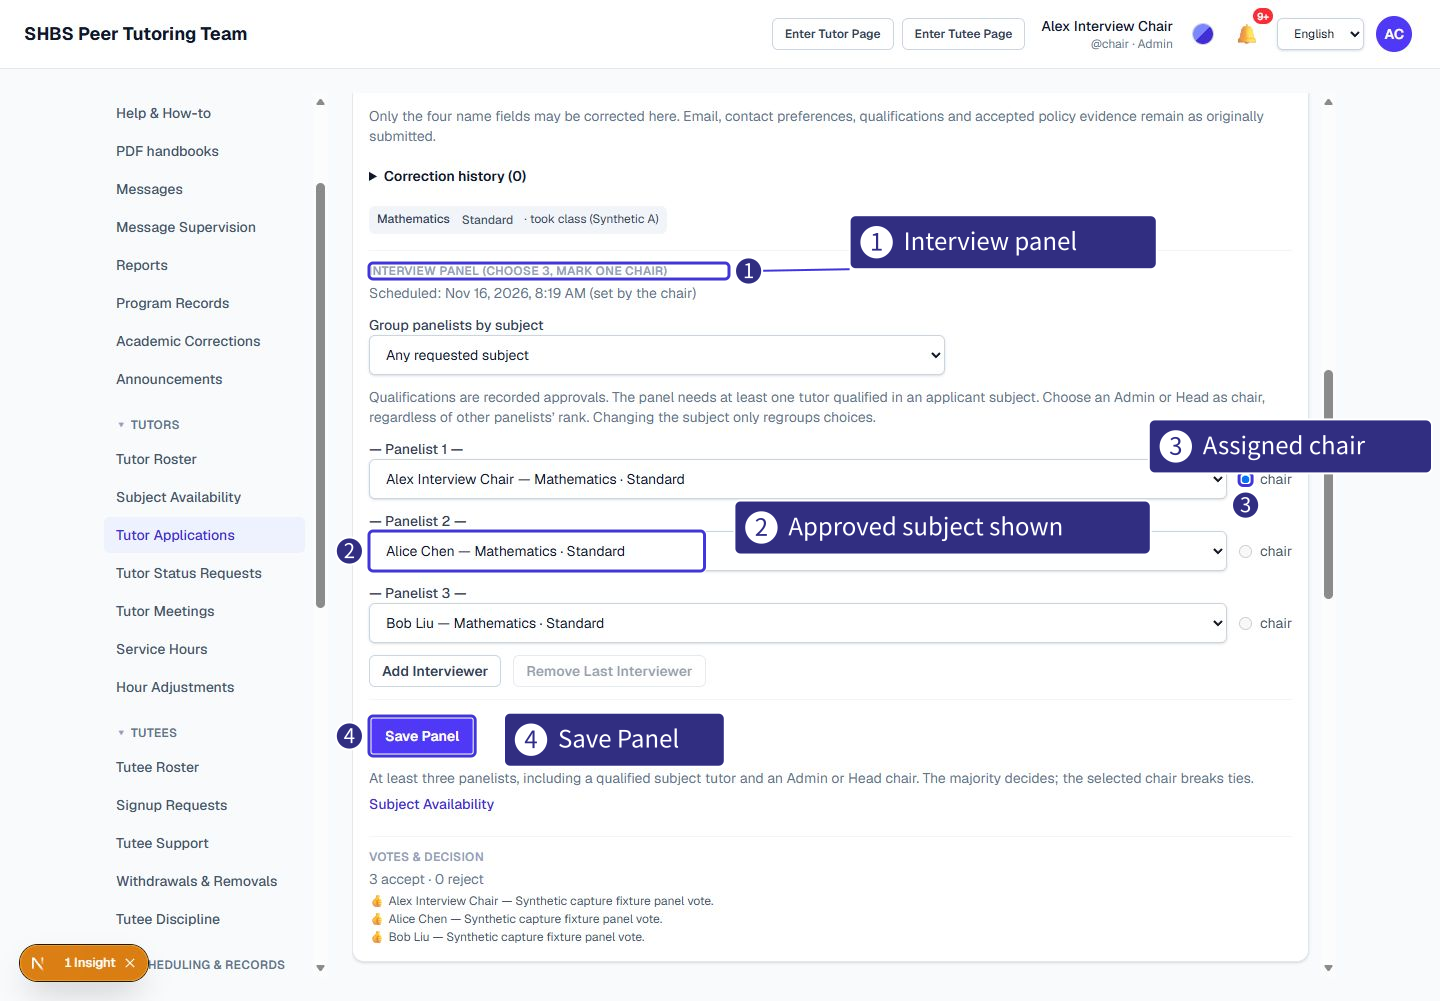 SHBS Peer Tutoring Team
Enter Tutor Page
Enter Tutee Page
Alex Interview Chair
@chair · Admin
9+
English
AC
Help & How-to
PDF handbooks
Messages
Message Supervision
Reports
Program Records
Academic Corrections
Announcements
TUTORS
Tutor Roster
Subject Availability
Tutor Applications
Tutor Status Requests
Tutor Meetings
Service Hours
Hour Adjustments
TUTEES
Tutee Roster
Signup Requests
Tutee Support
Withdrawals & Removals
Tutee Discipline
HEDULING & RECORDS
1 Insight
Only the four name fields may be corrected here. Email, contact preferences, qualifications and accepted policy evidence remain as originally
submitted.
Correction history (0)
Mathematics Standard · took class (Synthetic A)
1 Interview panel
NTERVIEW PANEL (CHOOSE 3, MARK ONE CHAIR)
1
Scheduled: Nov 16, 2026, 8:19 AM (set by the chair)
Group panelists by subject
Any requested subject
Qualifications are recorded approvals. The panel needs at least one tutor qualified in an applicant subject. Choose an Admin or Head as chair,
regardless of other panelists' rank. Changing the subject only regroups choices.
3 Assigned chair
— Panelist 1 —
Alex Interview Chair — Mathematics · Standard
chair
3
2 Approved subject shown
— Panelist 2 —
2
Alice Chen — Mathematics · Standard
chair
— Panelist 3 —
Bob Liu — Mathematics · Standard
chair
Add Interviewer
Remove Last Interviewer
4
Save Panel
4 Save Panel
At least three panelists, including a qualified subject tutor and an Admin or Head chair. The majority decides; the selected chair breaks ties.
Subject Availability
VOTES & DECISION
3 accept · 0 reject
Alex Interview Chair — Synthetic capture fixture panel vote.
Alice Chen — Synthetic capture fixture panel vote.
Bob Liu — Synthetic capture fixture panel vote.